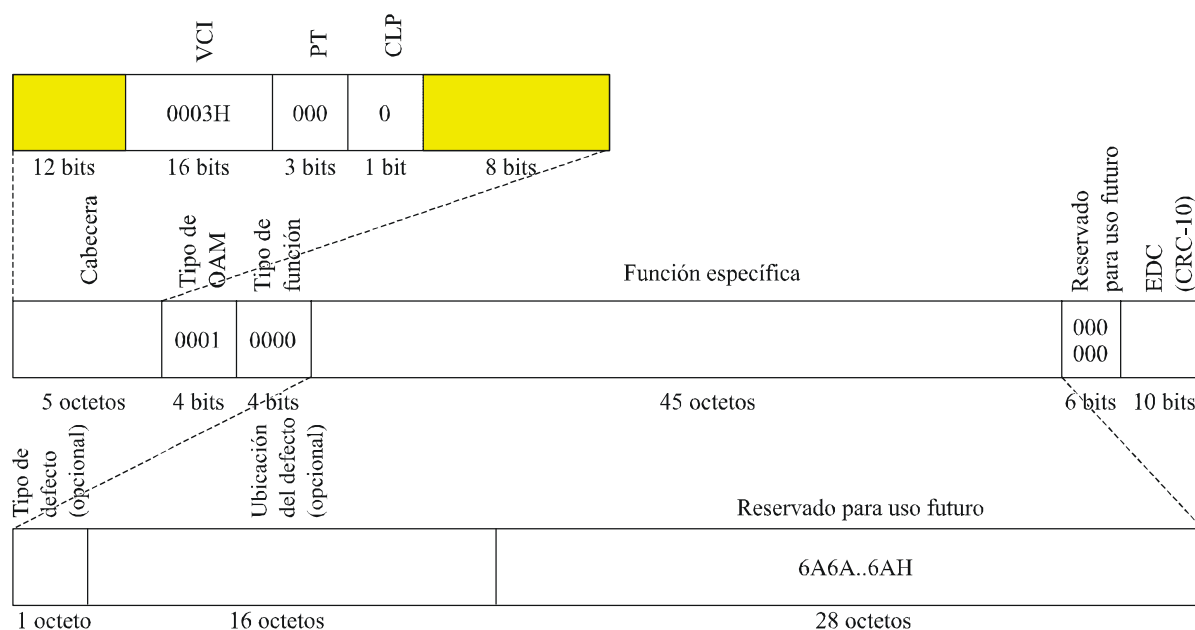 VCI
PT
CLP
0003H
000
0
12 bits
16 bits
3 bits
1 bit
8 bits
Cabecera
Tipo de
OAM
Tipo de
función
Función específica
Reservado
para uso futuro
EDC
(CRC-10)
0001
0000
000
000
5 octetos
4 bits
4 bits
45 octetos
6 bits
10 bits
Tipo de
defecto
(opcional)
Ubicación
del defecto
(opcional)
Reservado para uso futuro
6A6A..6AH
1 octeto
16 octetos
28 octetos